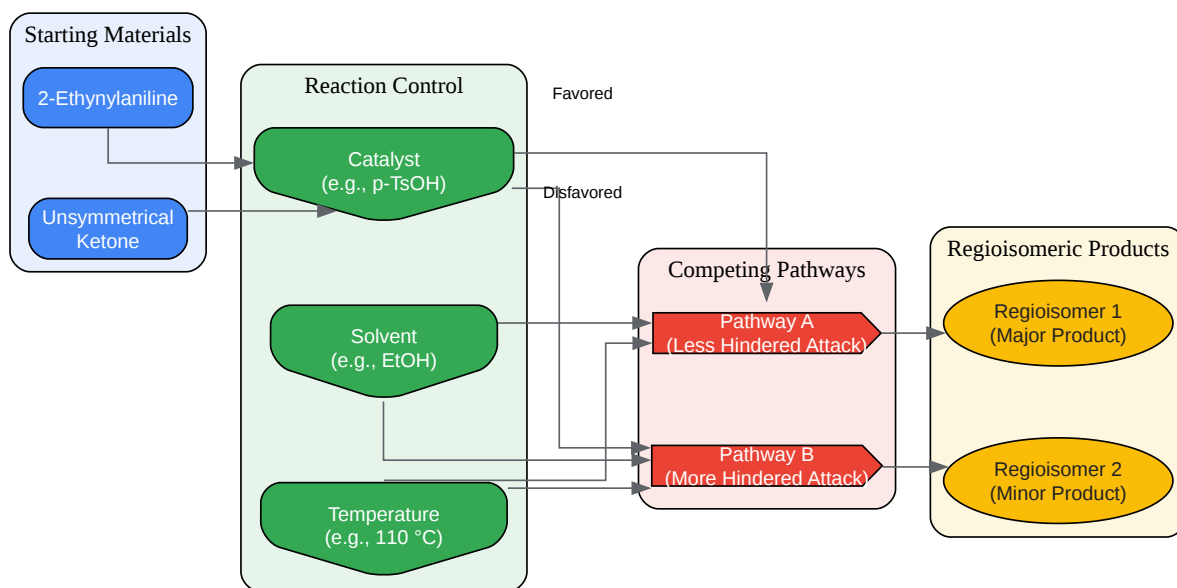 Starting Materials
2-Ethynylaniline
Unsymmetrical
Ketone
Reaction Control
Catalyst
(e.g., p-TsOH)
Solvent
(e.g., EtOH)
Temperature
(e.g., 110 °C)
Favored
Disfavored
Competing Pathways
Pathway A
(Less Hindered Attack)
Pathway B
(More Hindered Attack)
Regioisomeric Products
Regioisomer 1
(Major Product)
Regioisomer 2
(Minor Product)